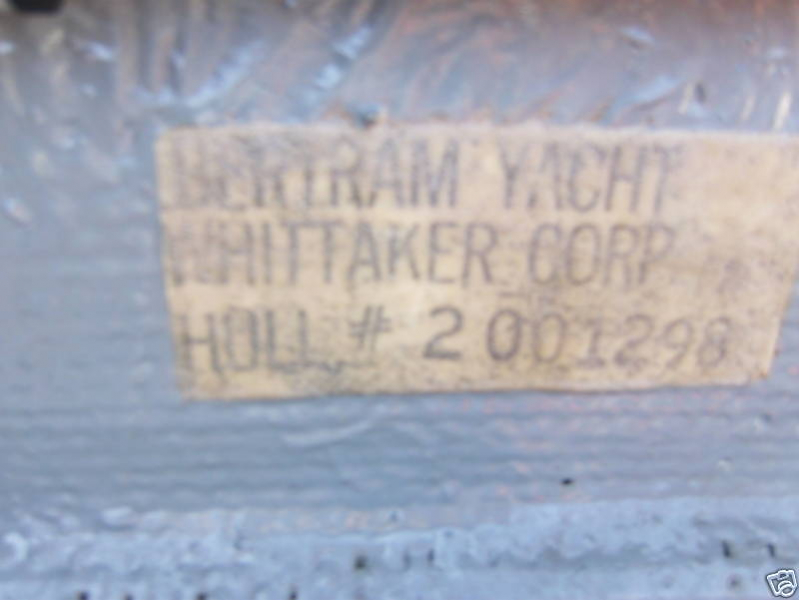 BERTRAM YACHT
WHITTAKER CORP
HULL # 2001298